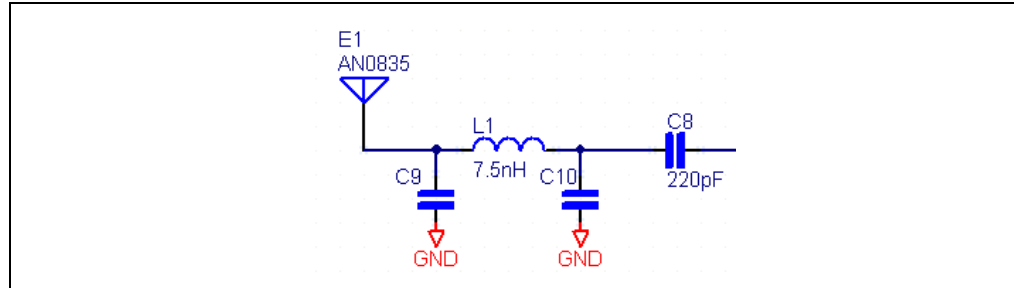 E1
AN0835
L1
7.5nH
C8
220pF
C9
C10
GND
GND